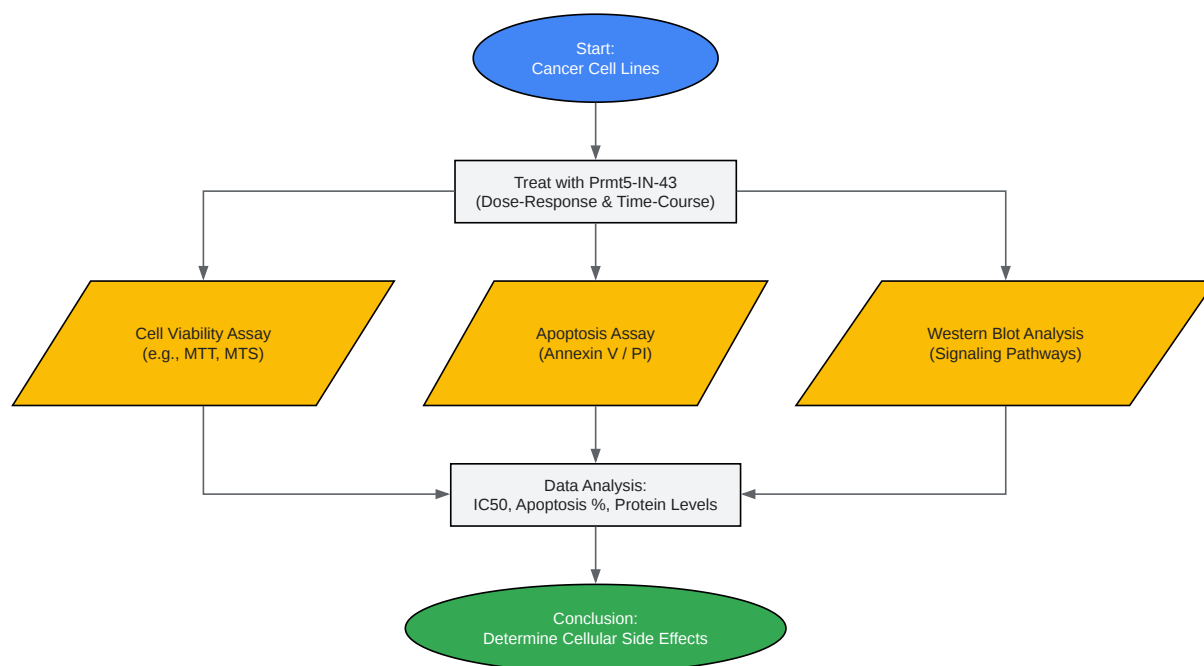 Start:
Cancer Cell Lines
Treat with Prmt5-IN-43
(Dose-Response & Time-Course)
Cell Viability Assay
(e.g., MTT, MTS)
Apoptosis Assay
(Annexin V / PI)
Western Blot Analysis
(Signaling Pathways)
Data Analysis:
IC50, Apoptosis %, Protein Levels
Conclusion:
Determine Cellular Side Effects